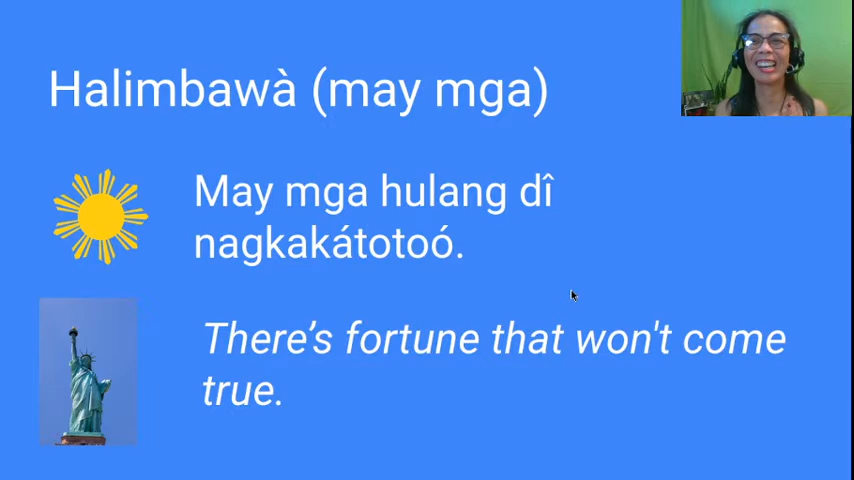 Halimbawà (may mga)
May mga hulang dî
nagkakátotoó.
There’s fortune that won't come
true.